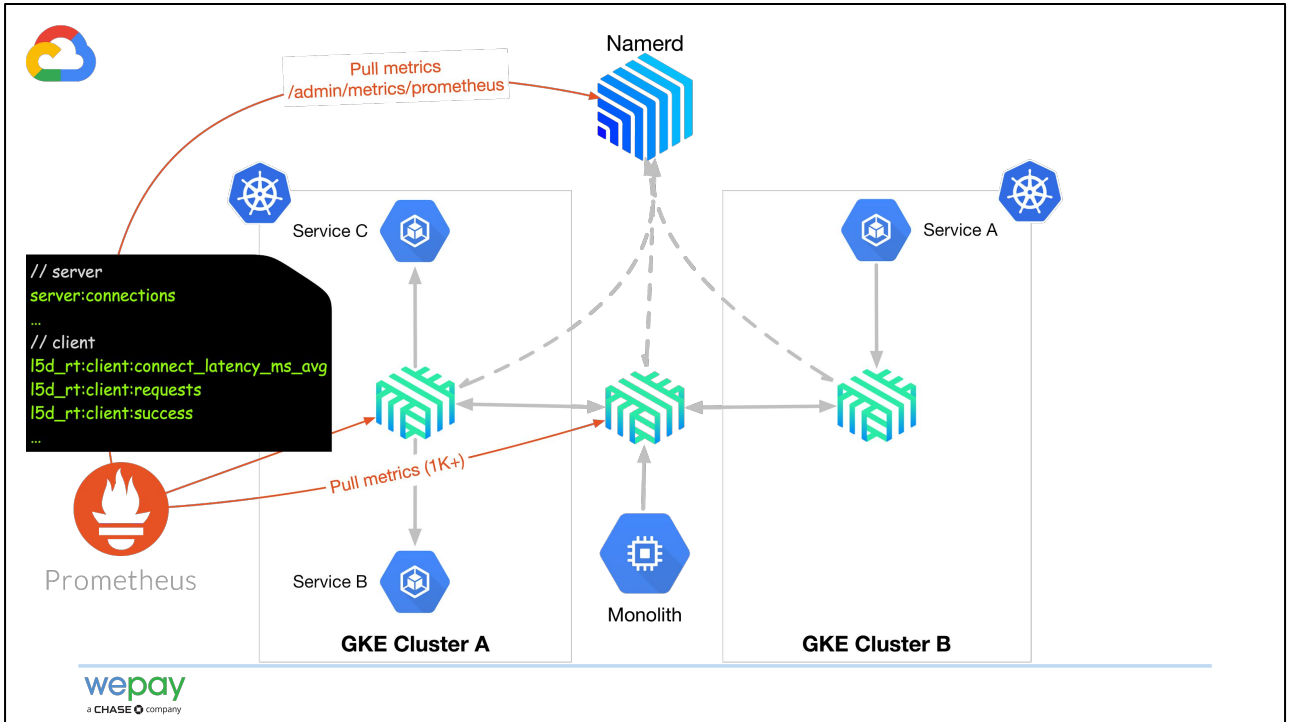 Namerd
Pull metrics
/admin/metrics/prometheus
Service C
Service A
// server
server:connections
...
// client
l5d_rt:client:connect_latency_ms_avg
l5d_rt:client:requests
l5d_rt:client:success
...
Pull metrics (1K+)
Prometheus
Service B
Monolith
GKE Cluster A
GKE Cluster B
wepay
a CHASE company